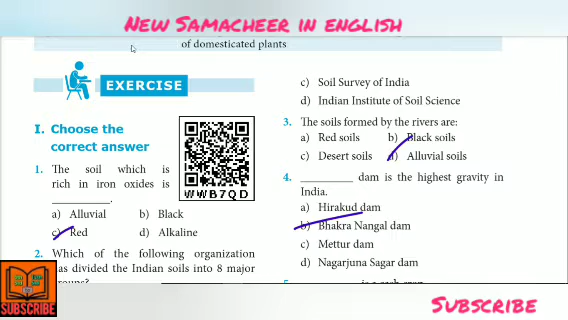 New Samacheer in english
of domesticated plants
EXERCISE
I. Choose the
correct answer
1. The soil which is
rich in iron oxides is
________.
a) Alluvial b) Black
c) Red d) Alkaline
2. Which of the following organization
has divided the Indian soils into 8 major
groups?
WWB7QD
c) Soil Survey of India
d) Indian Institute of Soil Science
3. The soils formed by the rivers are:
a) Red soils b) Black soils
c) Desert soils d) Alluvial soils
4. ________ dam is the highest gravity in
India.
a) Hirakud dam
b) Bhakra Nangal dam
c) Mettur dam
d) Nagarjuna Sagar dam
SUBSCRIBE
Subscribe